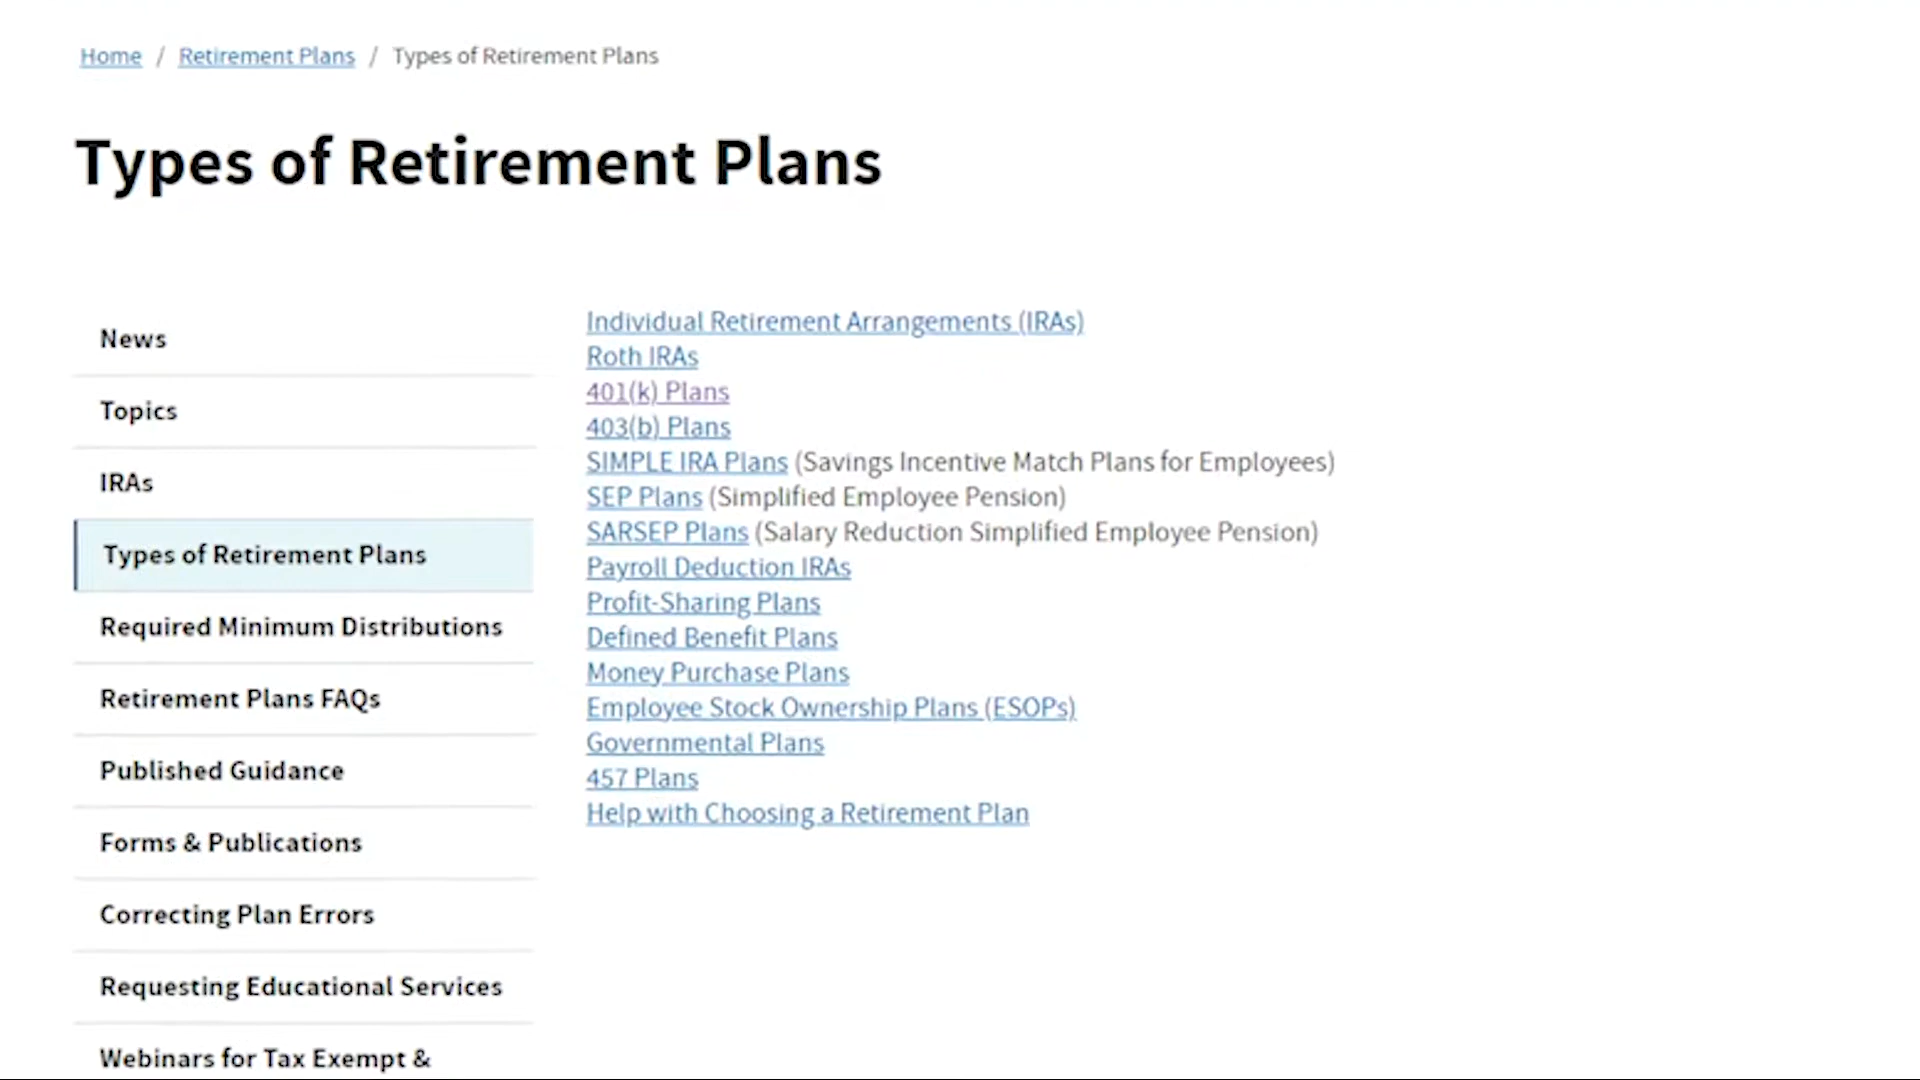 Home / Retirement Plans / Types of Retirement Plans
Types of Retirement Plans
News
Topics
IRAs
Types of Retirement Plans
Required Minimum Distributions
Retirement Plans FAQs
Published Guidance
Forms & Publications
Correcting Plan Errors
Requesting Educational Services
Webinars for Tax Exempt &
Individual Retirement Arrangements (IRAs)
Roth IRAs
401(k) Plans
403(b) Plans
SIMPLE IRA Plans (Savings Incentive Match Plans for Employees)
SEP Plans (Simplified Employee Pension)
SARSEP Plans (Salary Reduction Simplified Employee Pension)
Payroll Deduction IRAs
Profit-Sharing Plans
Defined Benefit Plans
Money Purchase Plans
Employee Stock Ownership Plans (ESOPs)
Governmental Plans
457 Plans
Help with Choosing a Retirement Plan